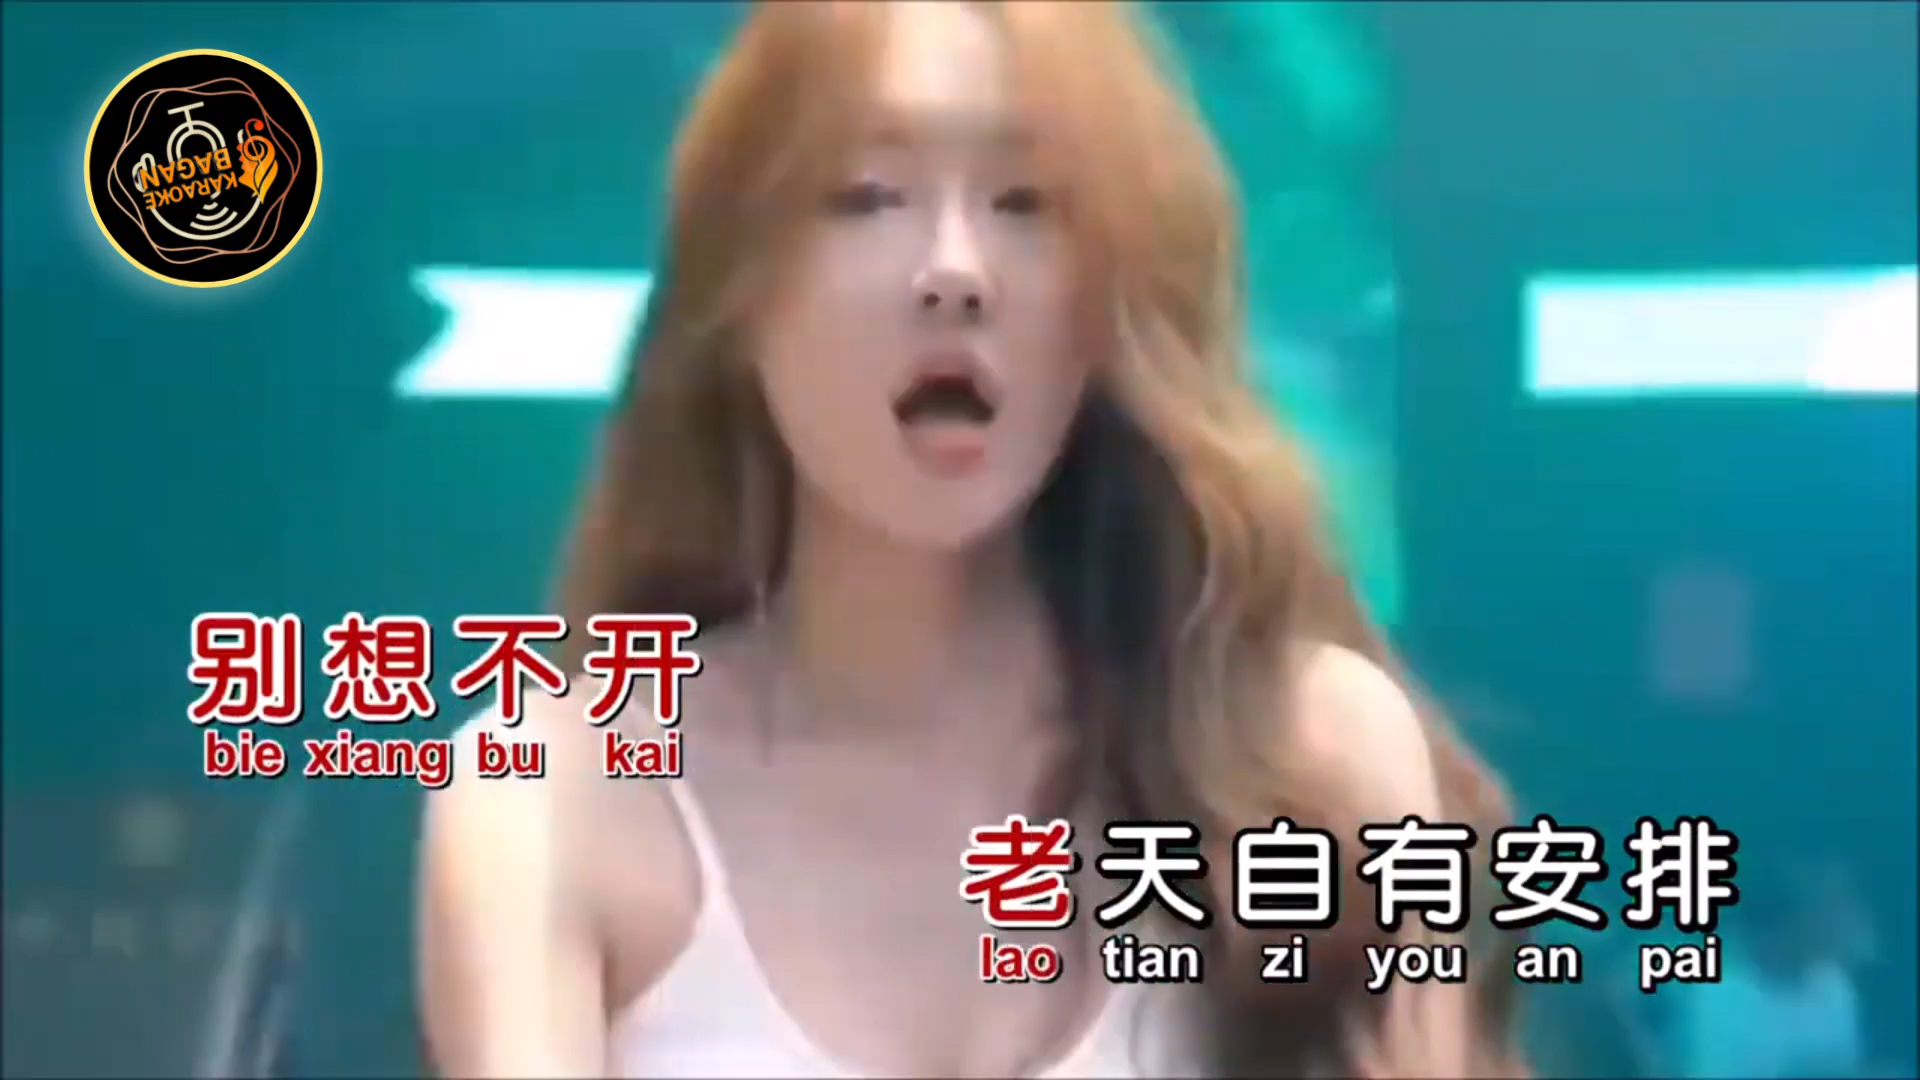 KARAOKE
BAGAN
别想不开
bie xiang bu kai
老天自有安排
lao tian zi you an pai